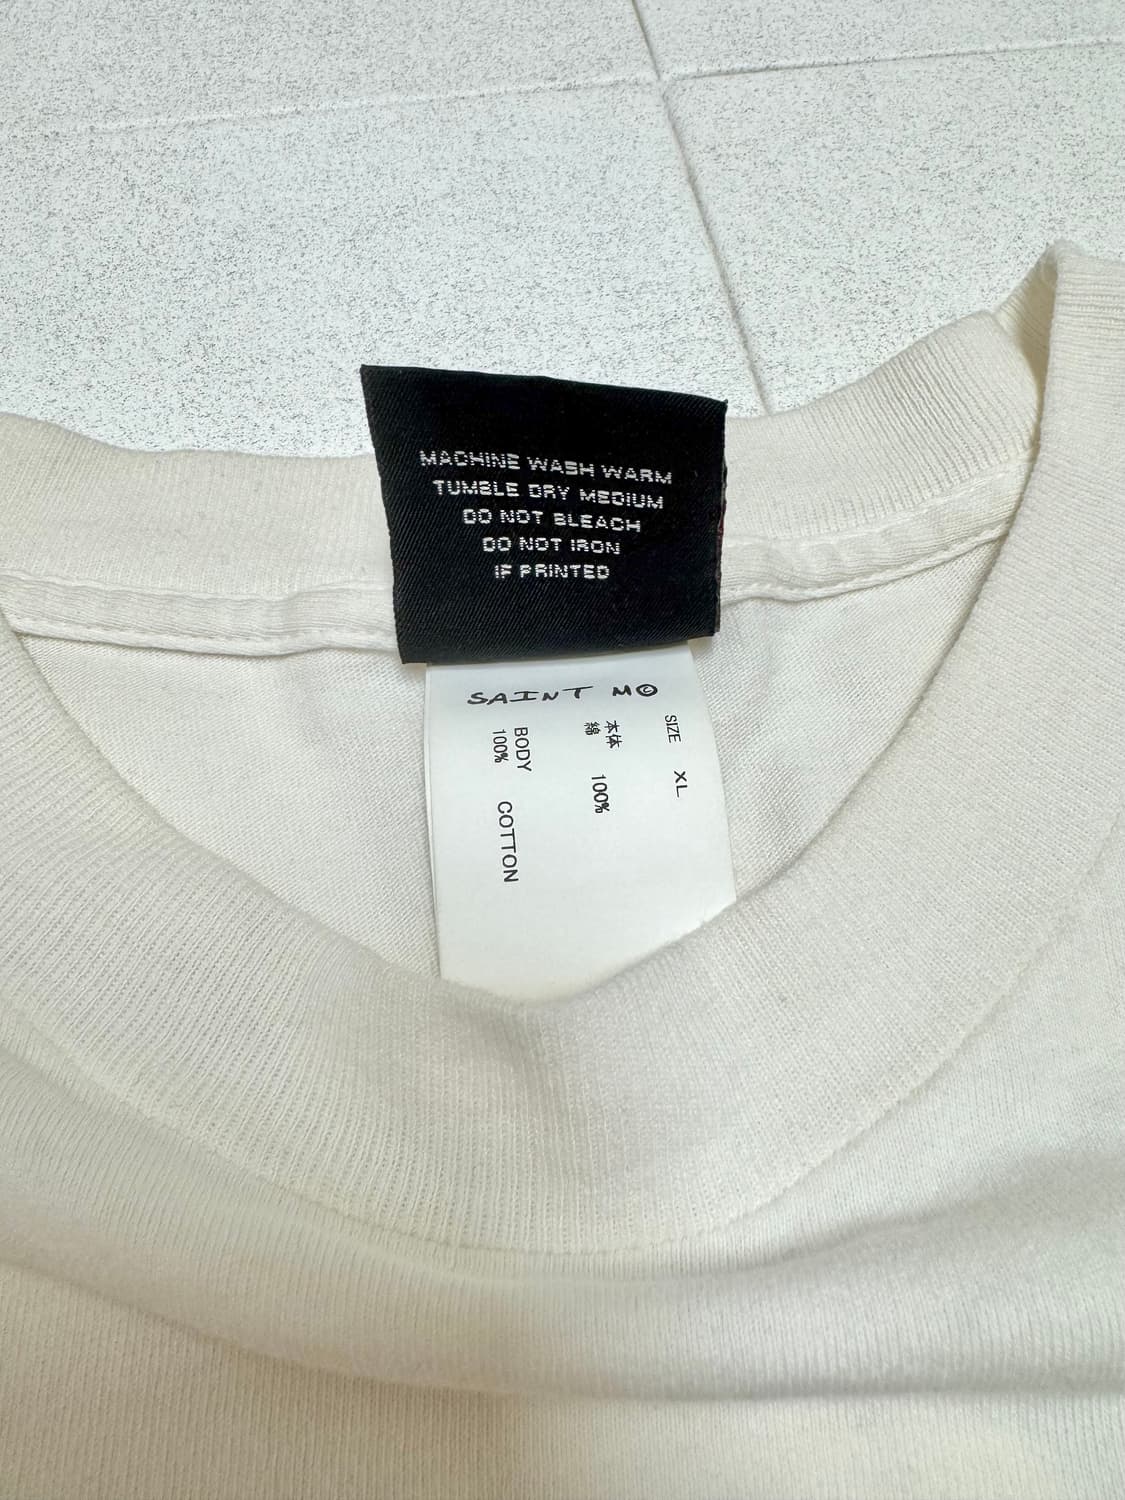 MACHINE WASH WARM
TUMBLE DRY MEDIUM
DO NOT BLEACH
DO NOT IRON
IF PRINTED
SAINT M©
SIZE XL
本体
綿 100%
BODY
100% COTTON